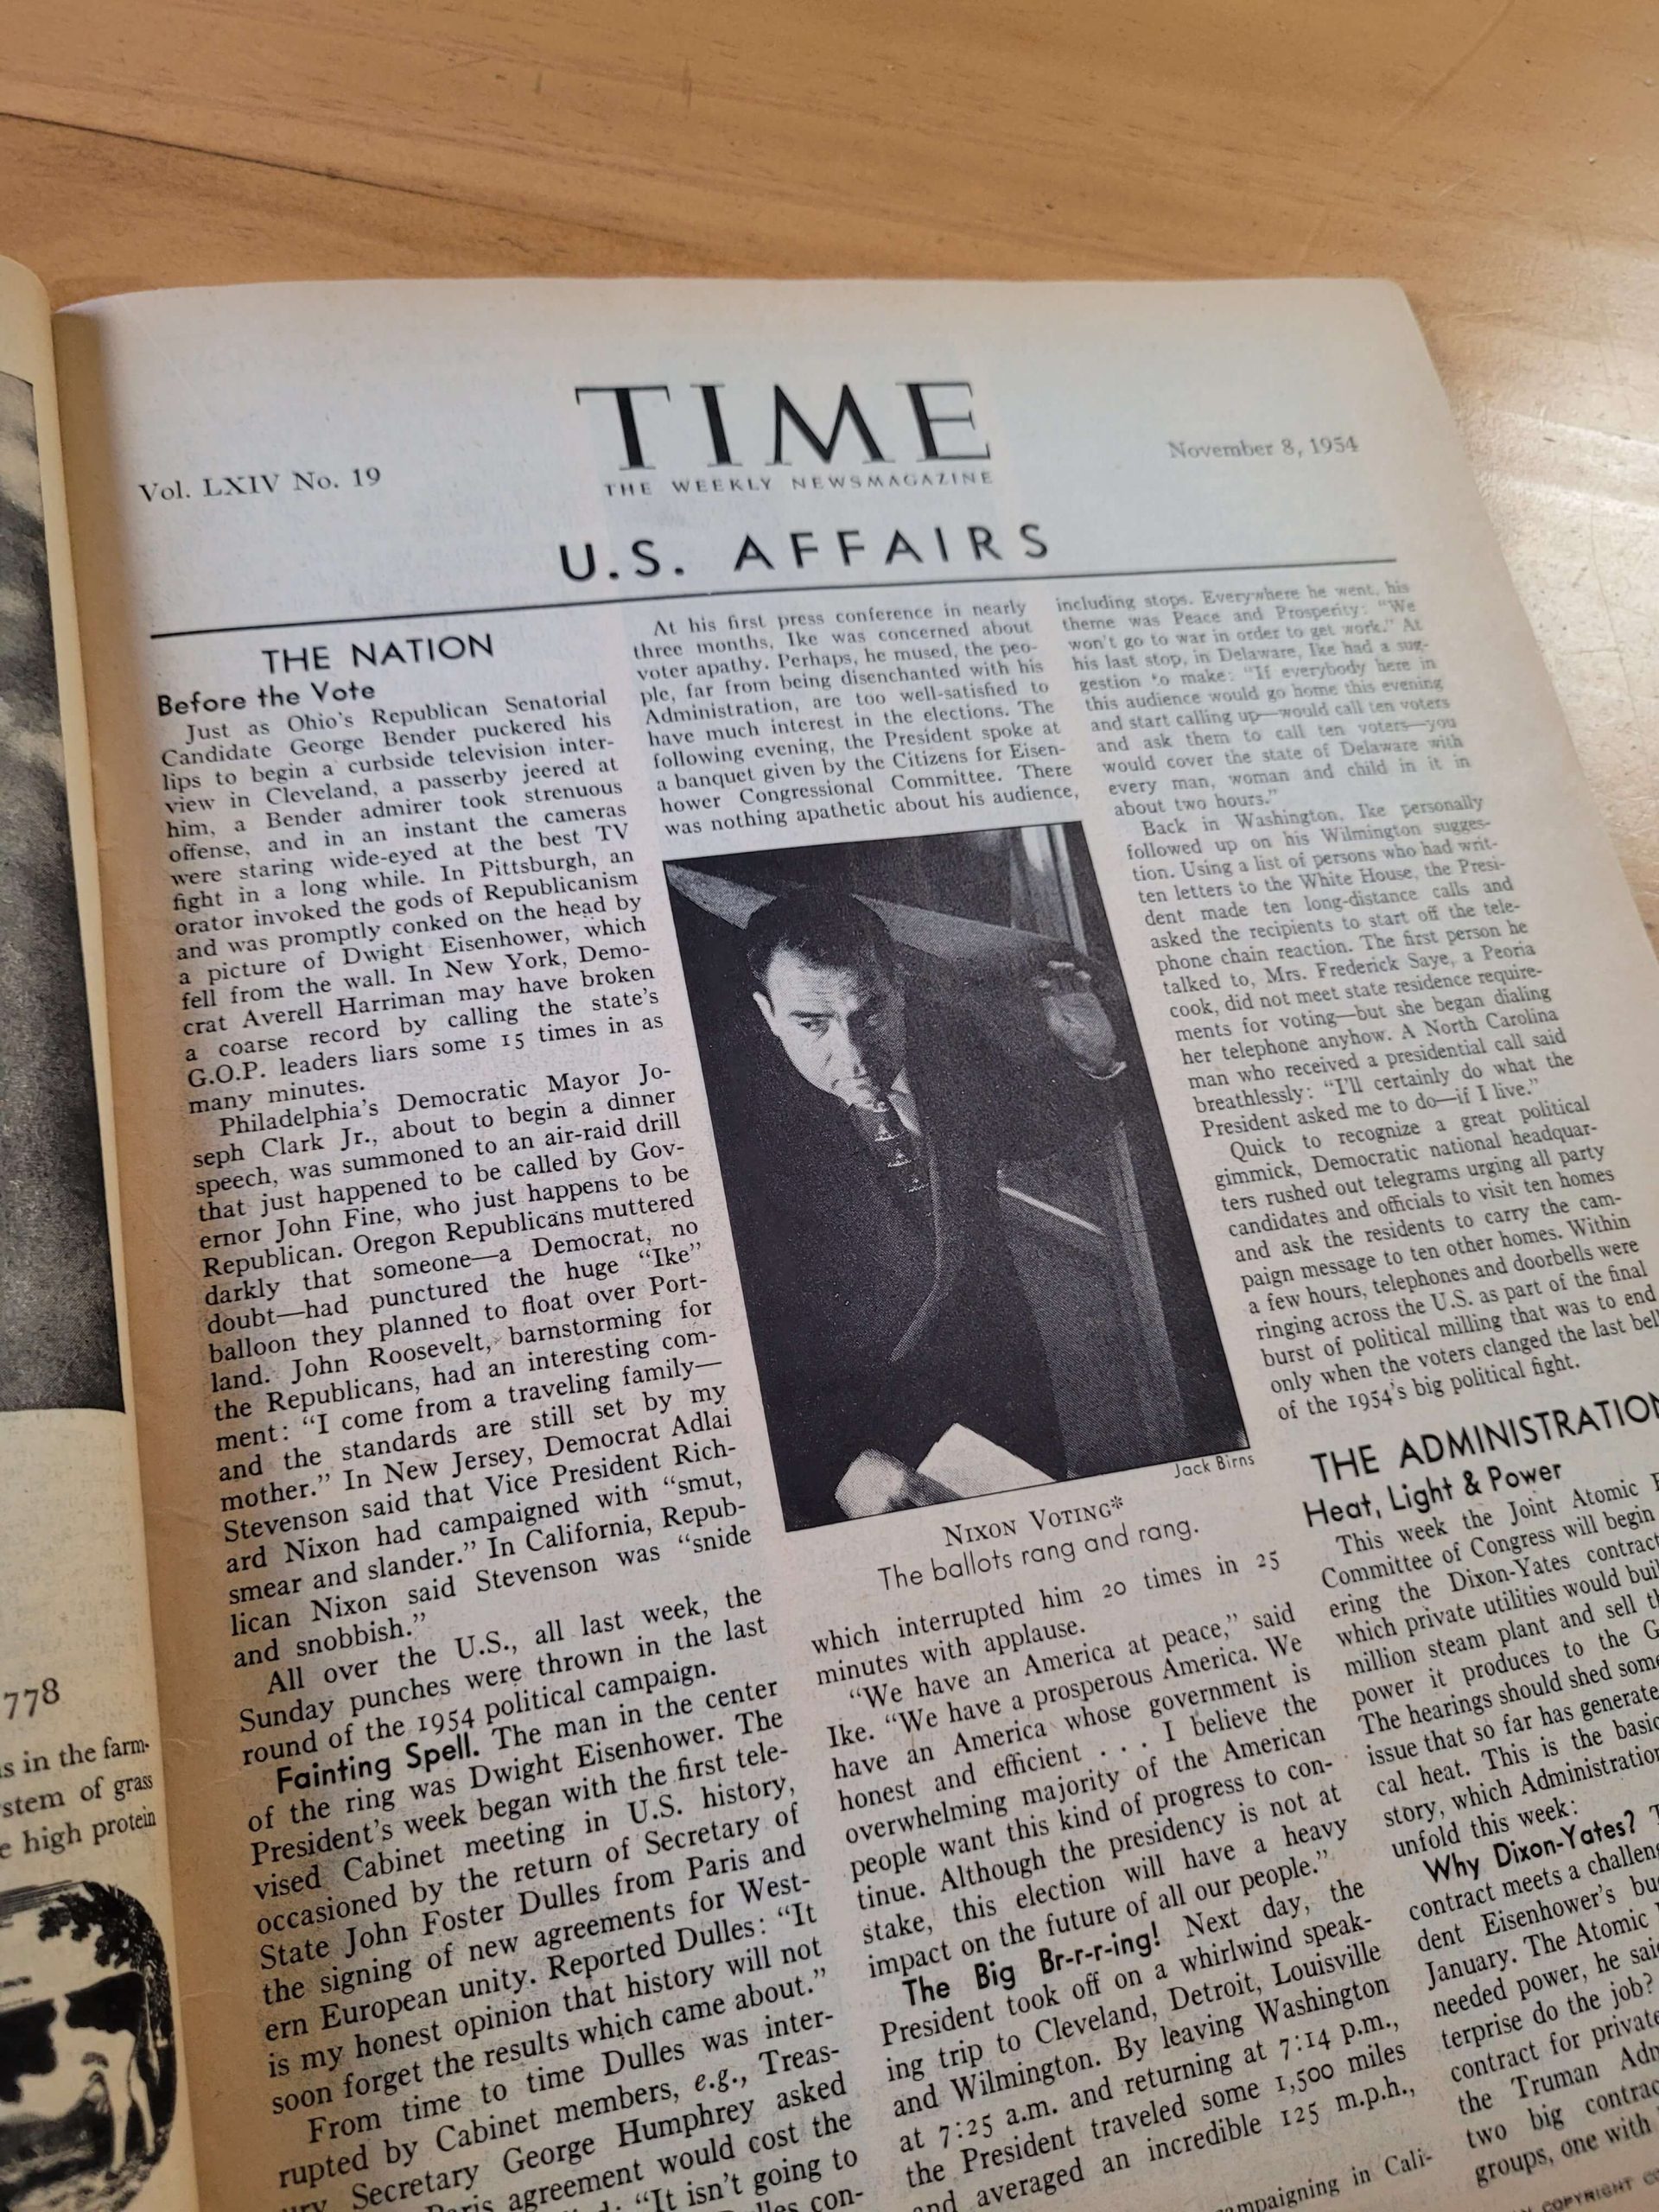 Vol. LXIV No. 19
TIME
THE WEEKLY NEWSMAGAZINE
November 8, 1954
U.S. AFFAIRS
THE NATION
Before the Vote
Just as Ohio's Republican Senatorial
Candidate George Bender puckered his
lips to begin a curbside television inter-
view in Cleveland, a passerby jeered at
him, a Bender admirer took strenuous
offense, and in an instant the cameras
were staring wide-eyed at the best TV
fight in a long while. In Pittsburgh, an
orator invoked the gods of Republicanism
and was promptly conked on the head by
a picture of Dwight Eisenhower, which
fell from the wall. In New York, Demo-
crat Averell Harriman may have broken
a coarse record by calling the state's
G.O.P. leaders liars some 15 times in as
many minutes.
Philadelphia's Democratic Mayor Jo-
seph Clark Jr., about to begin a dinner
speech, was summoned to an air-raid drill
that just happened to be called by Gov-
ernor John Fine, who just happens to be
Republican. Oregon Republicans muttered
darkly that someone—a Democrat, no
doubt—had punctured the huge "Ike"
balloon they planned to float over Port-
land. John Roosevelt, barnstorming for
the Republicans, had an interesting com-
ment: "I come from a traveling family—
and the standards are still set by my
mother." In New Jersey, Democrat Adlai
Stevenson said that Vice President Rich-
ard Nixon had campaigned with "smut,
smear and slander." In California, Repub-
lican Nixon said Stevenson was "snide
and snobbish."
All over the U.S., all last week, the
Sunday punches were thrown in the last
round of the 1954 political campaign.
Fainting Spell. The man in the center
of the ring was Dwight Eisenhower. The
President's week began with the first tele-
vised Cabinet meeting in U.S. history,
occasioned by the return of Secretary of
State John Foster Dulles from Paris and
the signing of new agreements for West-
ern European unity. Reported Dulles: "It
is my honest opinion that history will not
soon forget the results which came about."
From time to time Dulles was inter-
rupted by Cabinet members, e.g., Treas-
ury Secretary George Humphrey asked
Paris agreement would cost the
"It isn't going to
con-
At his first press conference in nearly
three months, Ike was concerned about
voter apathy. Perhaps, he mused, the peo-
ple, far from being disenchanted with his
Administration, are too well-satisfied to
have much interest in the elections. The
following evening, the President spoke at
a banquet given by the Citizens for Eisen-
hower Congressional Committee. There
was nothing apathetic about his audience,
Jack Birns
NIXON VOTING*
The ballots rang and rang.
which interrupted him 20 times in 25
minutes with applause.
"We have an America at peace," said
Ike. "We have a prosperous America. We
have an America whose government is
honest and efficient . . . I believe the
overwhelming majority of the American
people want this kind of progress to con-
tinue. Although the presidency is not at
stake, this election will have a heavy
impact on the future of all our people."
The Big Br-r-r-ing! Next day, the
President took off on a whirlwind speak-
ing trip to Cleveland, Detroit, Louisville
and Wilmington. By leaving Washington
at 7:25 a.m. and returning at 7:14 p.m.,
the President traveled some 1,500 miles
and averaged an incredible 125 m.p.h.,
campaigning in Cali-
including stops. Everywhere he went, his
theme was Peace and Prosperity: "We
won't go to war in order to get work." At
his last stop, in Delaware, Ike had a sug-
gestion to make: "If everybody here in
this audience would go home this evening
and start calling up—would call ten voters
and ask them to call ten voters—you
would cover the state of Delaware with
every man, woman and child in it in
about two hours."
Back in Washington, Ike personally
followed up on his Wilmington sugges-
tion. Using a list of persons who had writ-
ten letters to the White House, the Presi-
dent made ten long-distance calls and
asked the recipients to start off the tele-
phone chain reaction. The first person he
talked to, Mrs. Frederick Saye, a Peoria
cook, did not meet state residence require-
ments for voting—but she began dialing
her telephone anyhow. A North Carolina
man who received a presidential call said
breathlessly: "I'll certainly do what the
President asked me to do—if I live."
Quick to recognize a great political
gimmick, Democratic national headquar-
ters rushed out telegrams urging all party
candidates and officials to visit ten homes
and ask the residents to carry the cam-
paign message to ten other homes. Within
a few hours, telephones and doorbells were
ringing across the U.S. as part of the final
burst of political milling that was to end
only when the voters clanged the last bell
of the 1954's big political fight.
THE ADMINISTRATION
Heat, Light & Power
This week the Joint Atomic
Committee of Congress will begin
ering the Dixon-Yates contract
which private utilities would buil
million steam plant and sell th
power it produces to the G
The hearings should shed some
issue that so far has generate
cal heat. This is the basic
story, which Administration
unfold this week:
Why Dixon-Yates? T
contract meets a challen
dent Eisenhower's bu
January. The Atomic
needed power, he sai
terprise do the job?
contract for private
the Truman Adm
two big contrac
groups, one with
COPYRIGHT
778
s in the farm-
stem of grass
e high protein